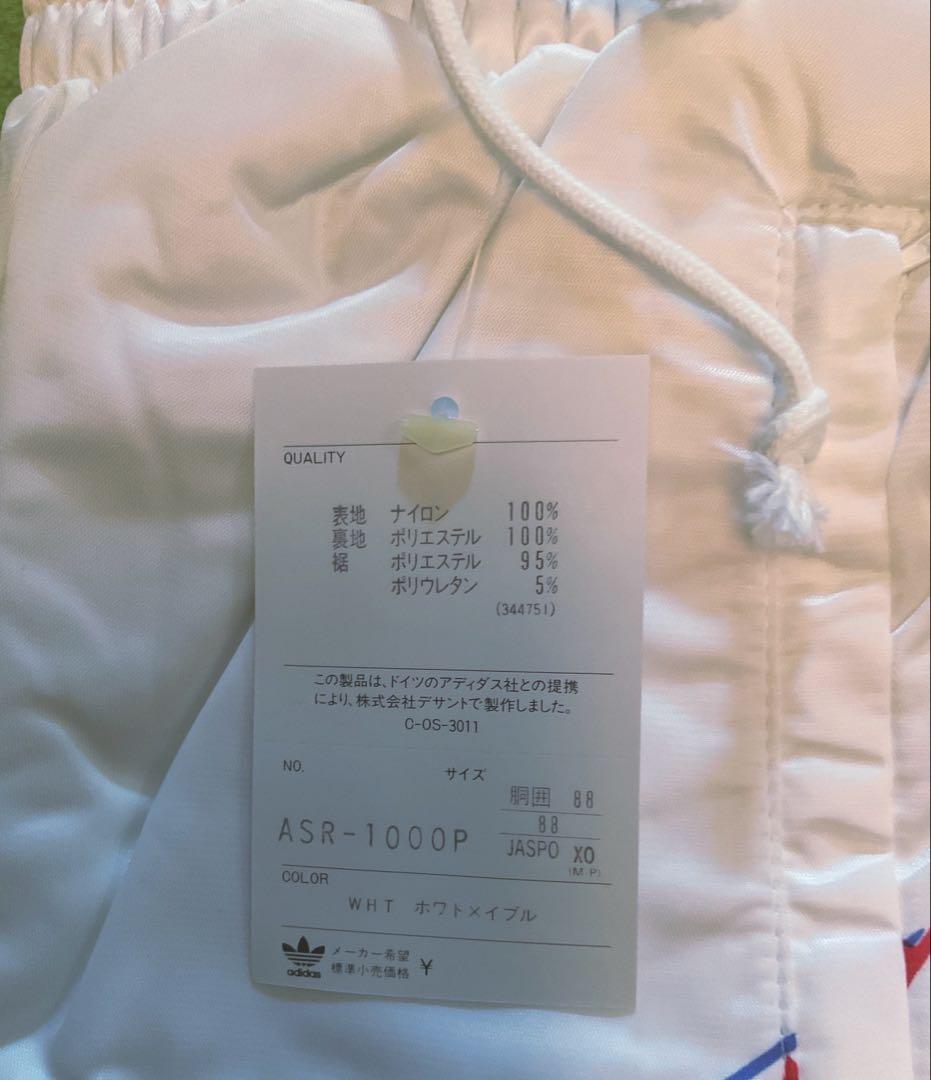 QUALITY
表地 ナイロン 100%
裏地 ポリエステル 100%
裾 ポリエステル 95%
ポリウレタン 5%
(344751)
この製品は、ドイツのアディダス社との提携
により、株式会社デサントで製作しました。
C-OS-3011
NO. サイズ
胴囲 88
88
ASR-1000P
JASPO XO
(M.P)
COLOR
WHT ホワト×イブル
adidas
メーカー希望
標準小売価格 ¥